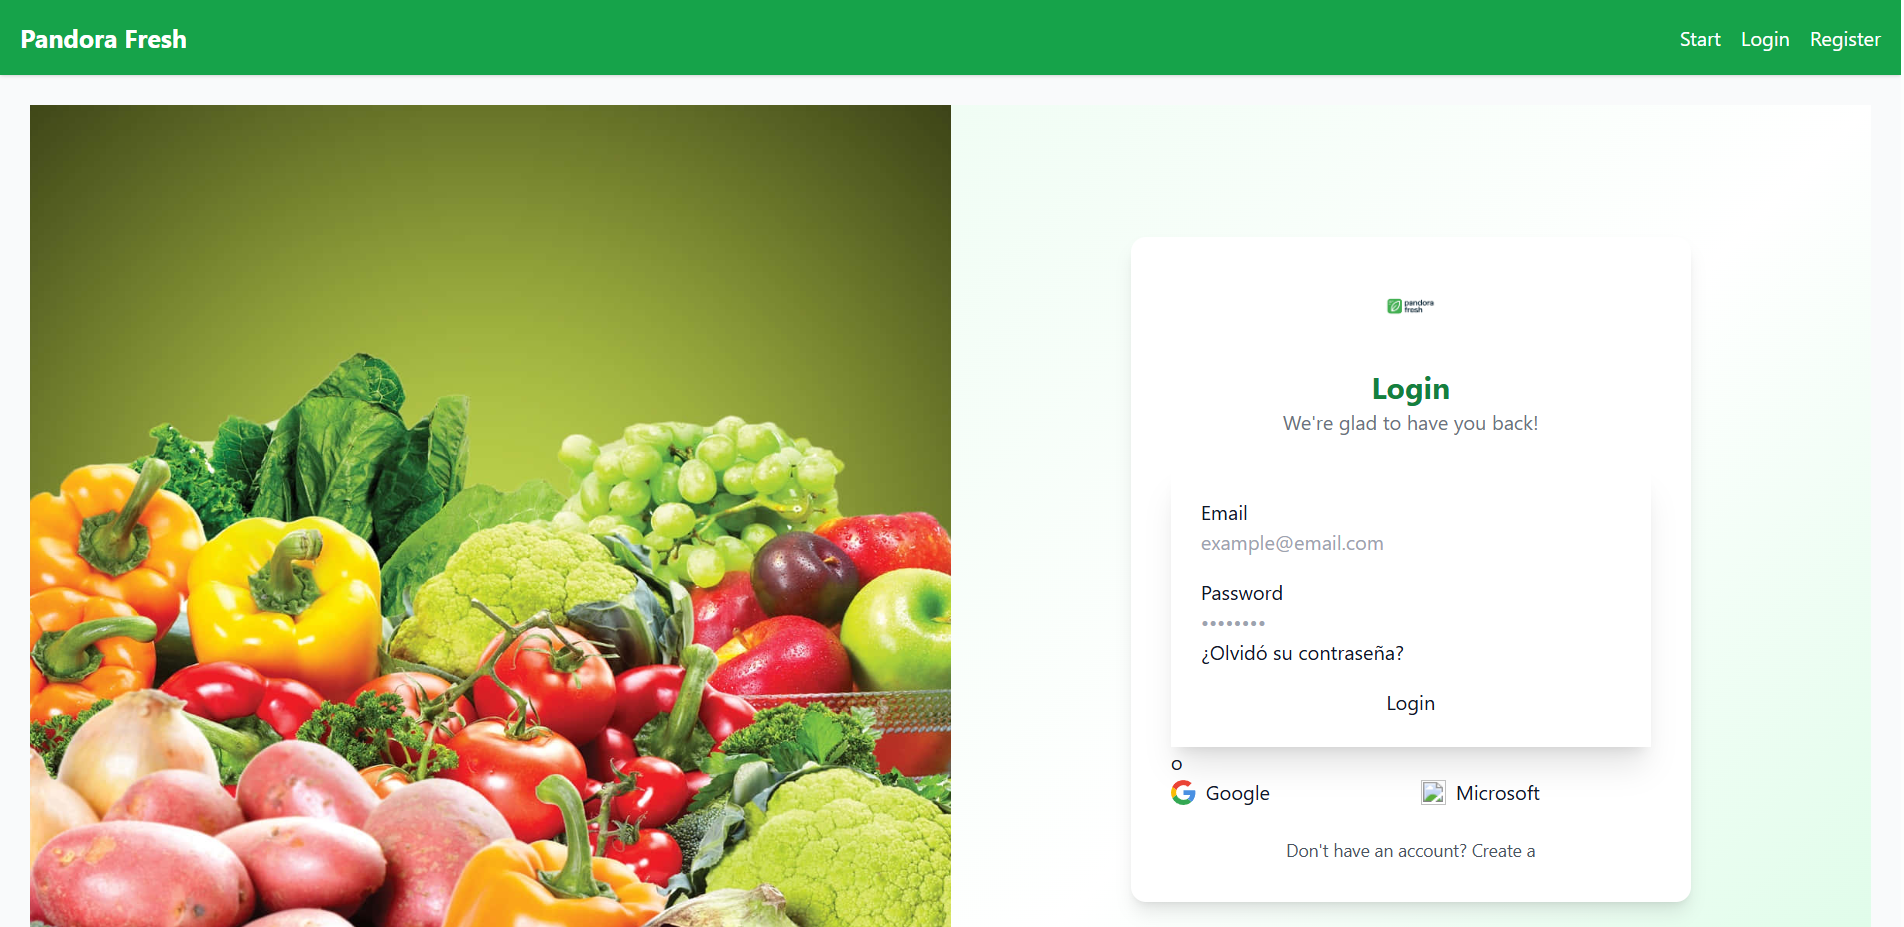 Pandora Fresh
Start Login Register
pandora
fresh
Login
We're glad to have you back!
Email
example@email.com
Password
••••••••
¿Olvidó su contraseña?
Login
o
Google
Microsoft
Don't have an account? Create a